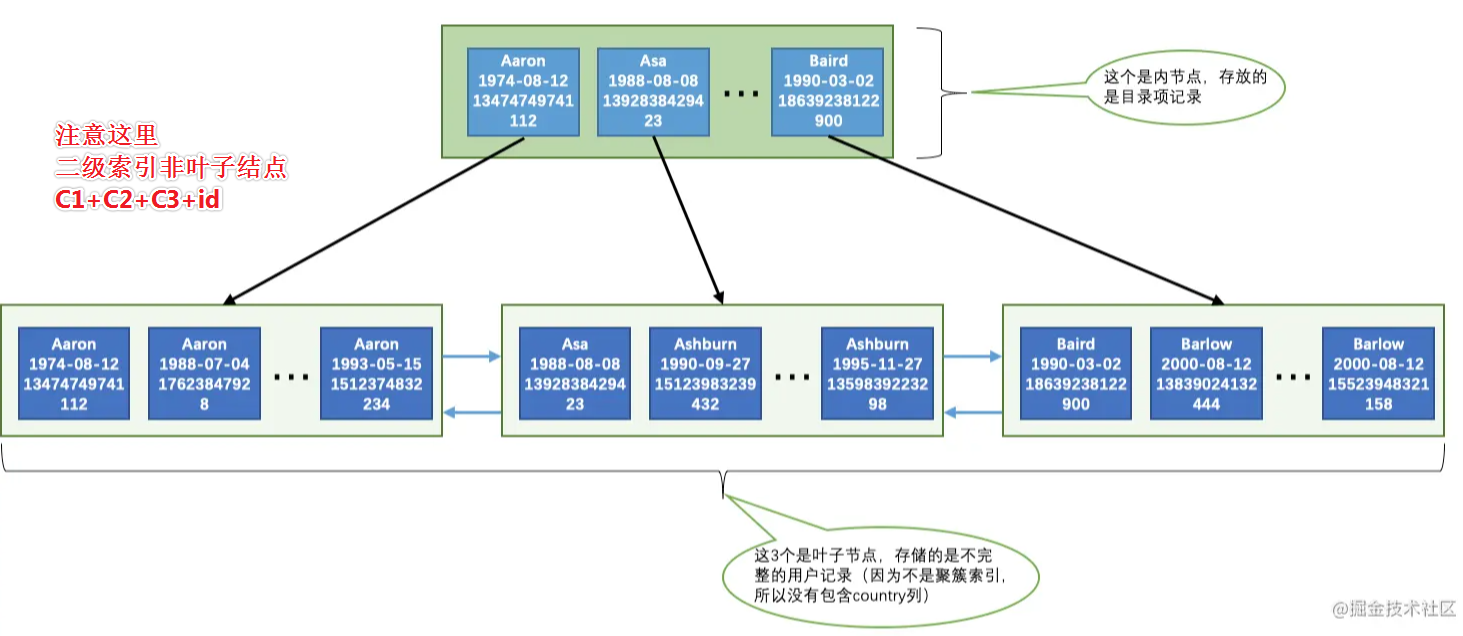 Aaron
1974-08-12
13474749741
112
Asa
1988-08-08
13928384294
23
...
Baird
1990-03-02
18639238122
900
这个是内节点，存放的
是目录项记录
注意这里
二级索引非叶子结点
C1+C2+C3+id
Aaron
1974-08-12
13474749741
112
Aaron
1988-07-04
1762384792
8
...
Aaron
1993-05-15
1512374832
234
Asa
1988-08-08
13928384294
23
Ashburn
1990-09-27
15123983239
432
...
Ashburn
1995-11-27
13598392232
98
Baird
1990-03-02
18639238122
900
Barlow
2000-08-12
13839024132
444
...
Barlow
2000-08-12
15523948321
158
这3个是叶子节点，存储的是不完
整的用户记录（因为不是聚簇索引，
所以没有包含country列）
@掘金技术社区